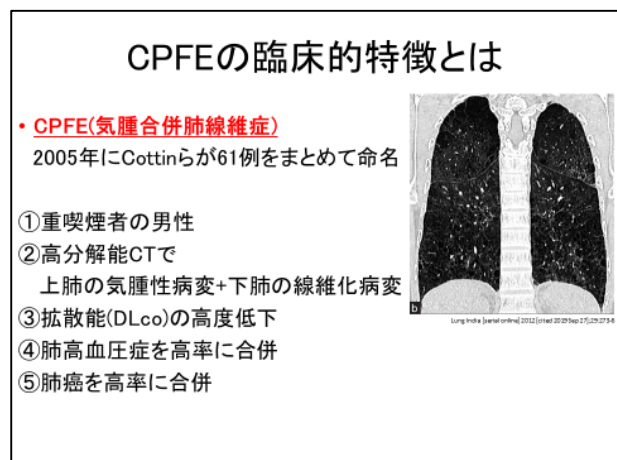 CPFEの臨床的特徴とは
・CPFE(気腫合併肺線維症)
2005年にCottinらが61例をまとめて命名
①重喫煙者の男性
②高分解能CTで
上肺の気腫性病変+下肺の線維化病変
③拡散能(DLco)の高度低下
④肺高血圧症を高率に合併
⑤肺癌を高率に合併
b
Lung India [serial online] 2012 [cited 2019 Sep 27];29:273-6